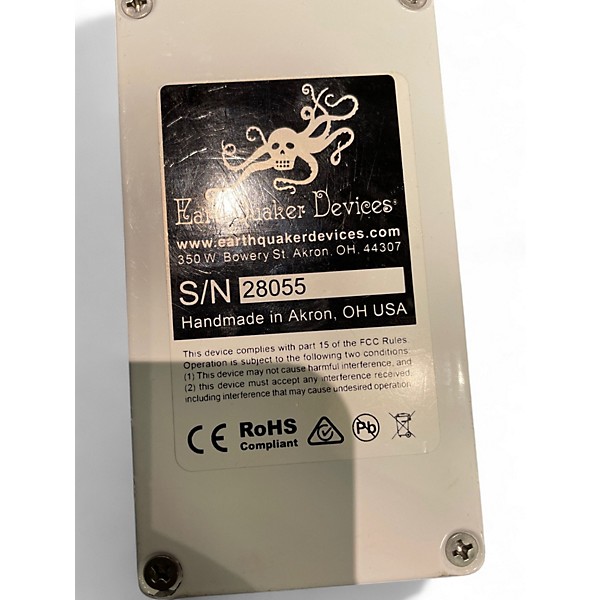 EarthQuaker Devices®
www.earthquakerdevices.com
350 W. Bowery St. Akron, OH, 44307
S/N 28055
Handmade in Akron, OH USA
This device complies with part 15 of the FCC Rules.
Operation is subject to the following two conditions:
(1) This device may not cause harmful interference, and
(2) this device must accept any interference received,
including interference that may cause undesired operation
CE RoHS Compliant Pb